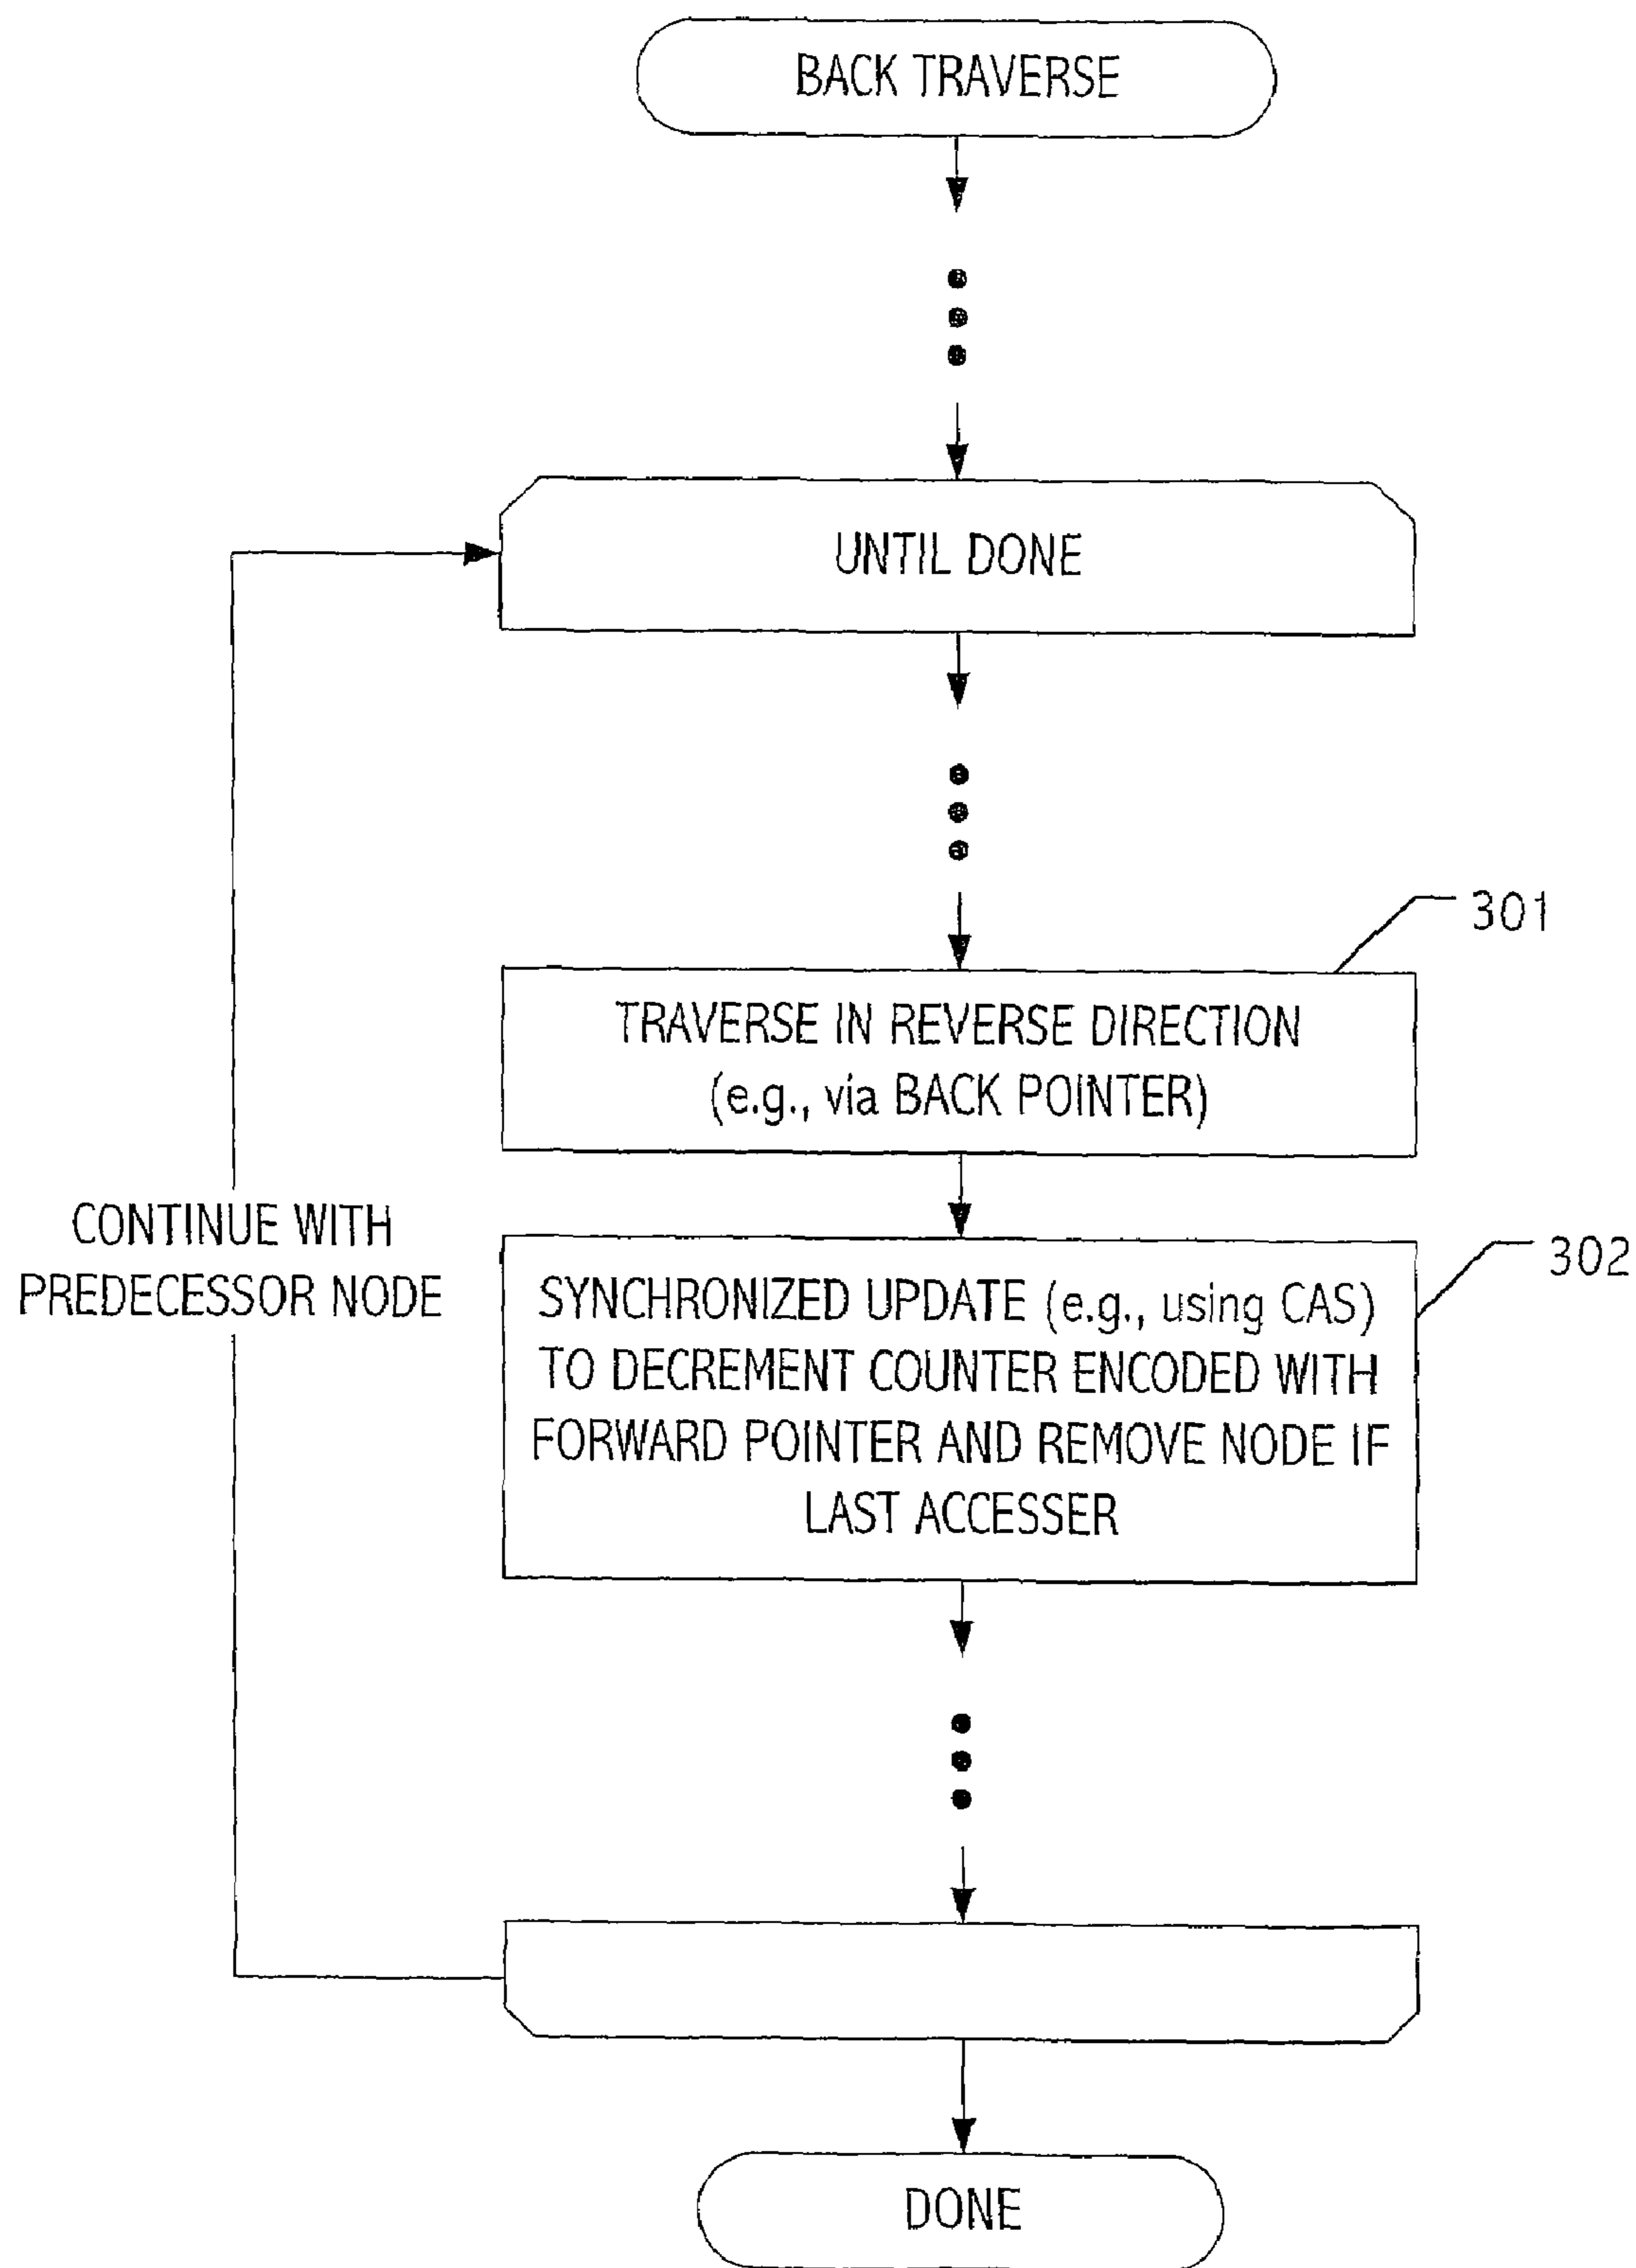 BACK TRAVERSE
UNTIL DONE
301
TRAVERSE IN REVERSE DIRECTION
(e.g., via BACK POINTER)
CONTINUE WITH
PREDECESSOR NODE
302
SYNCHRONIZED UPDATE (e.g., using CAS)
TO DECREMENT COUNTER ENCODED WITH
FORWARD POINTER AND REMOVE NODE IF
LAST ACCESSER
DONE